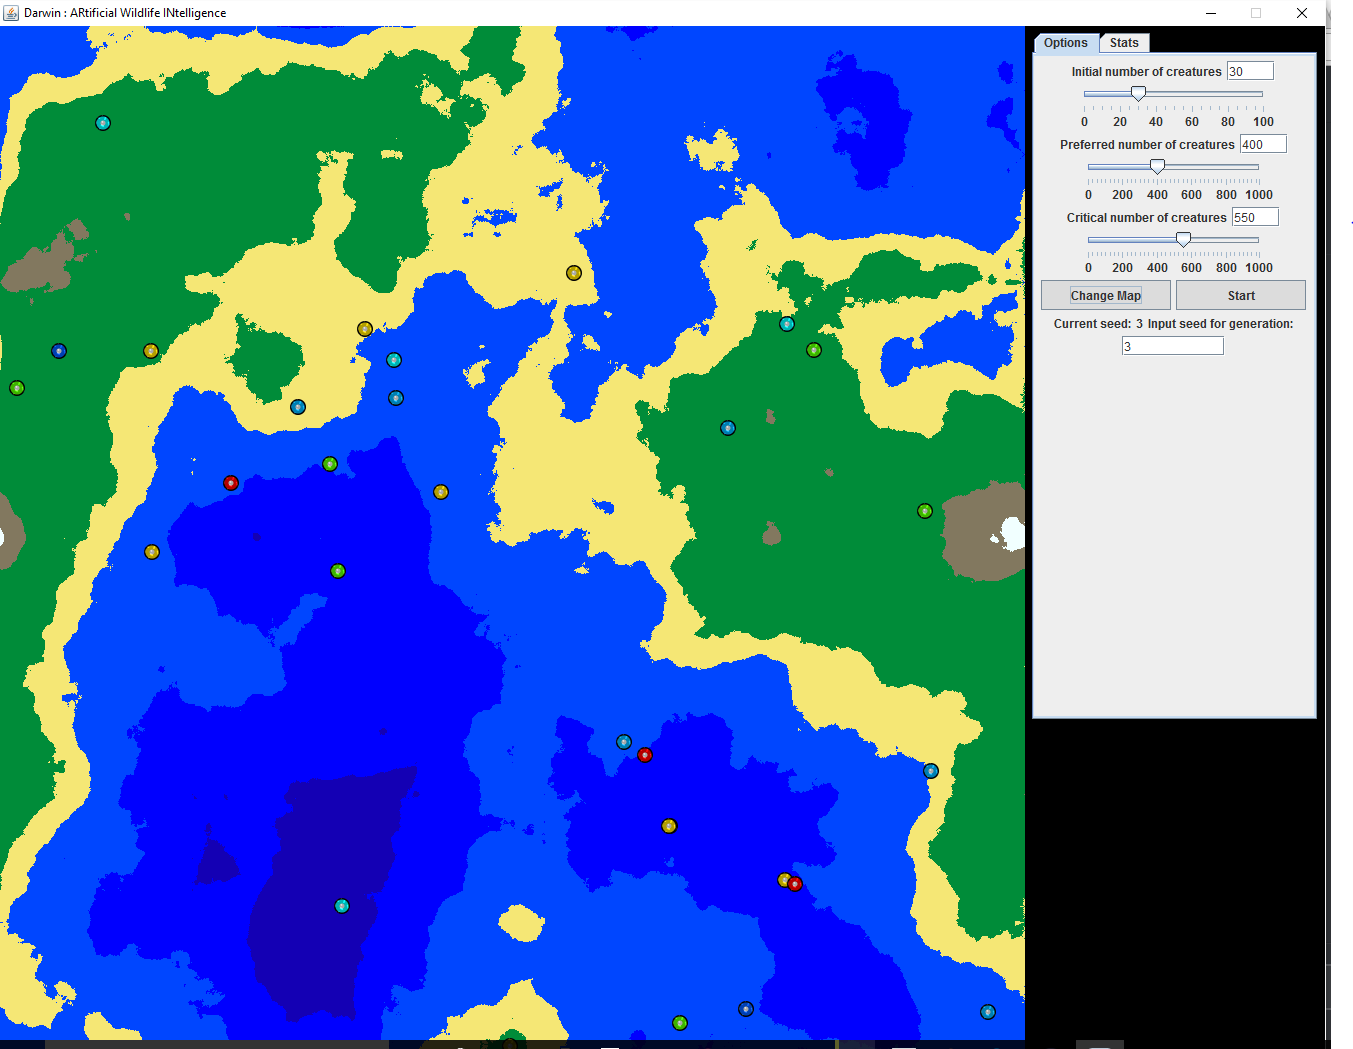 Darwin : ARtificial Wildlife INtelligence
Options Stats
Initial number of creatures 30
0 20 40 60 80 100
Preferred number of creatures 400
0 200 400 600 800 1000
Critical number of creatures 550
0 200 400 600 800 1000
Change Map Start
Current seed: 3 Input seed for generation:
3